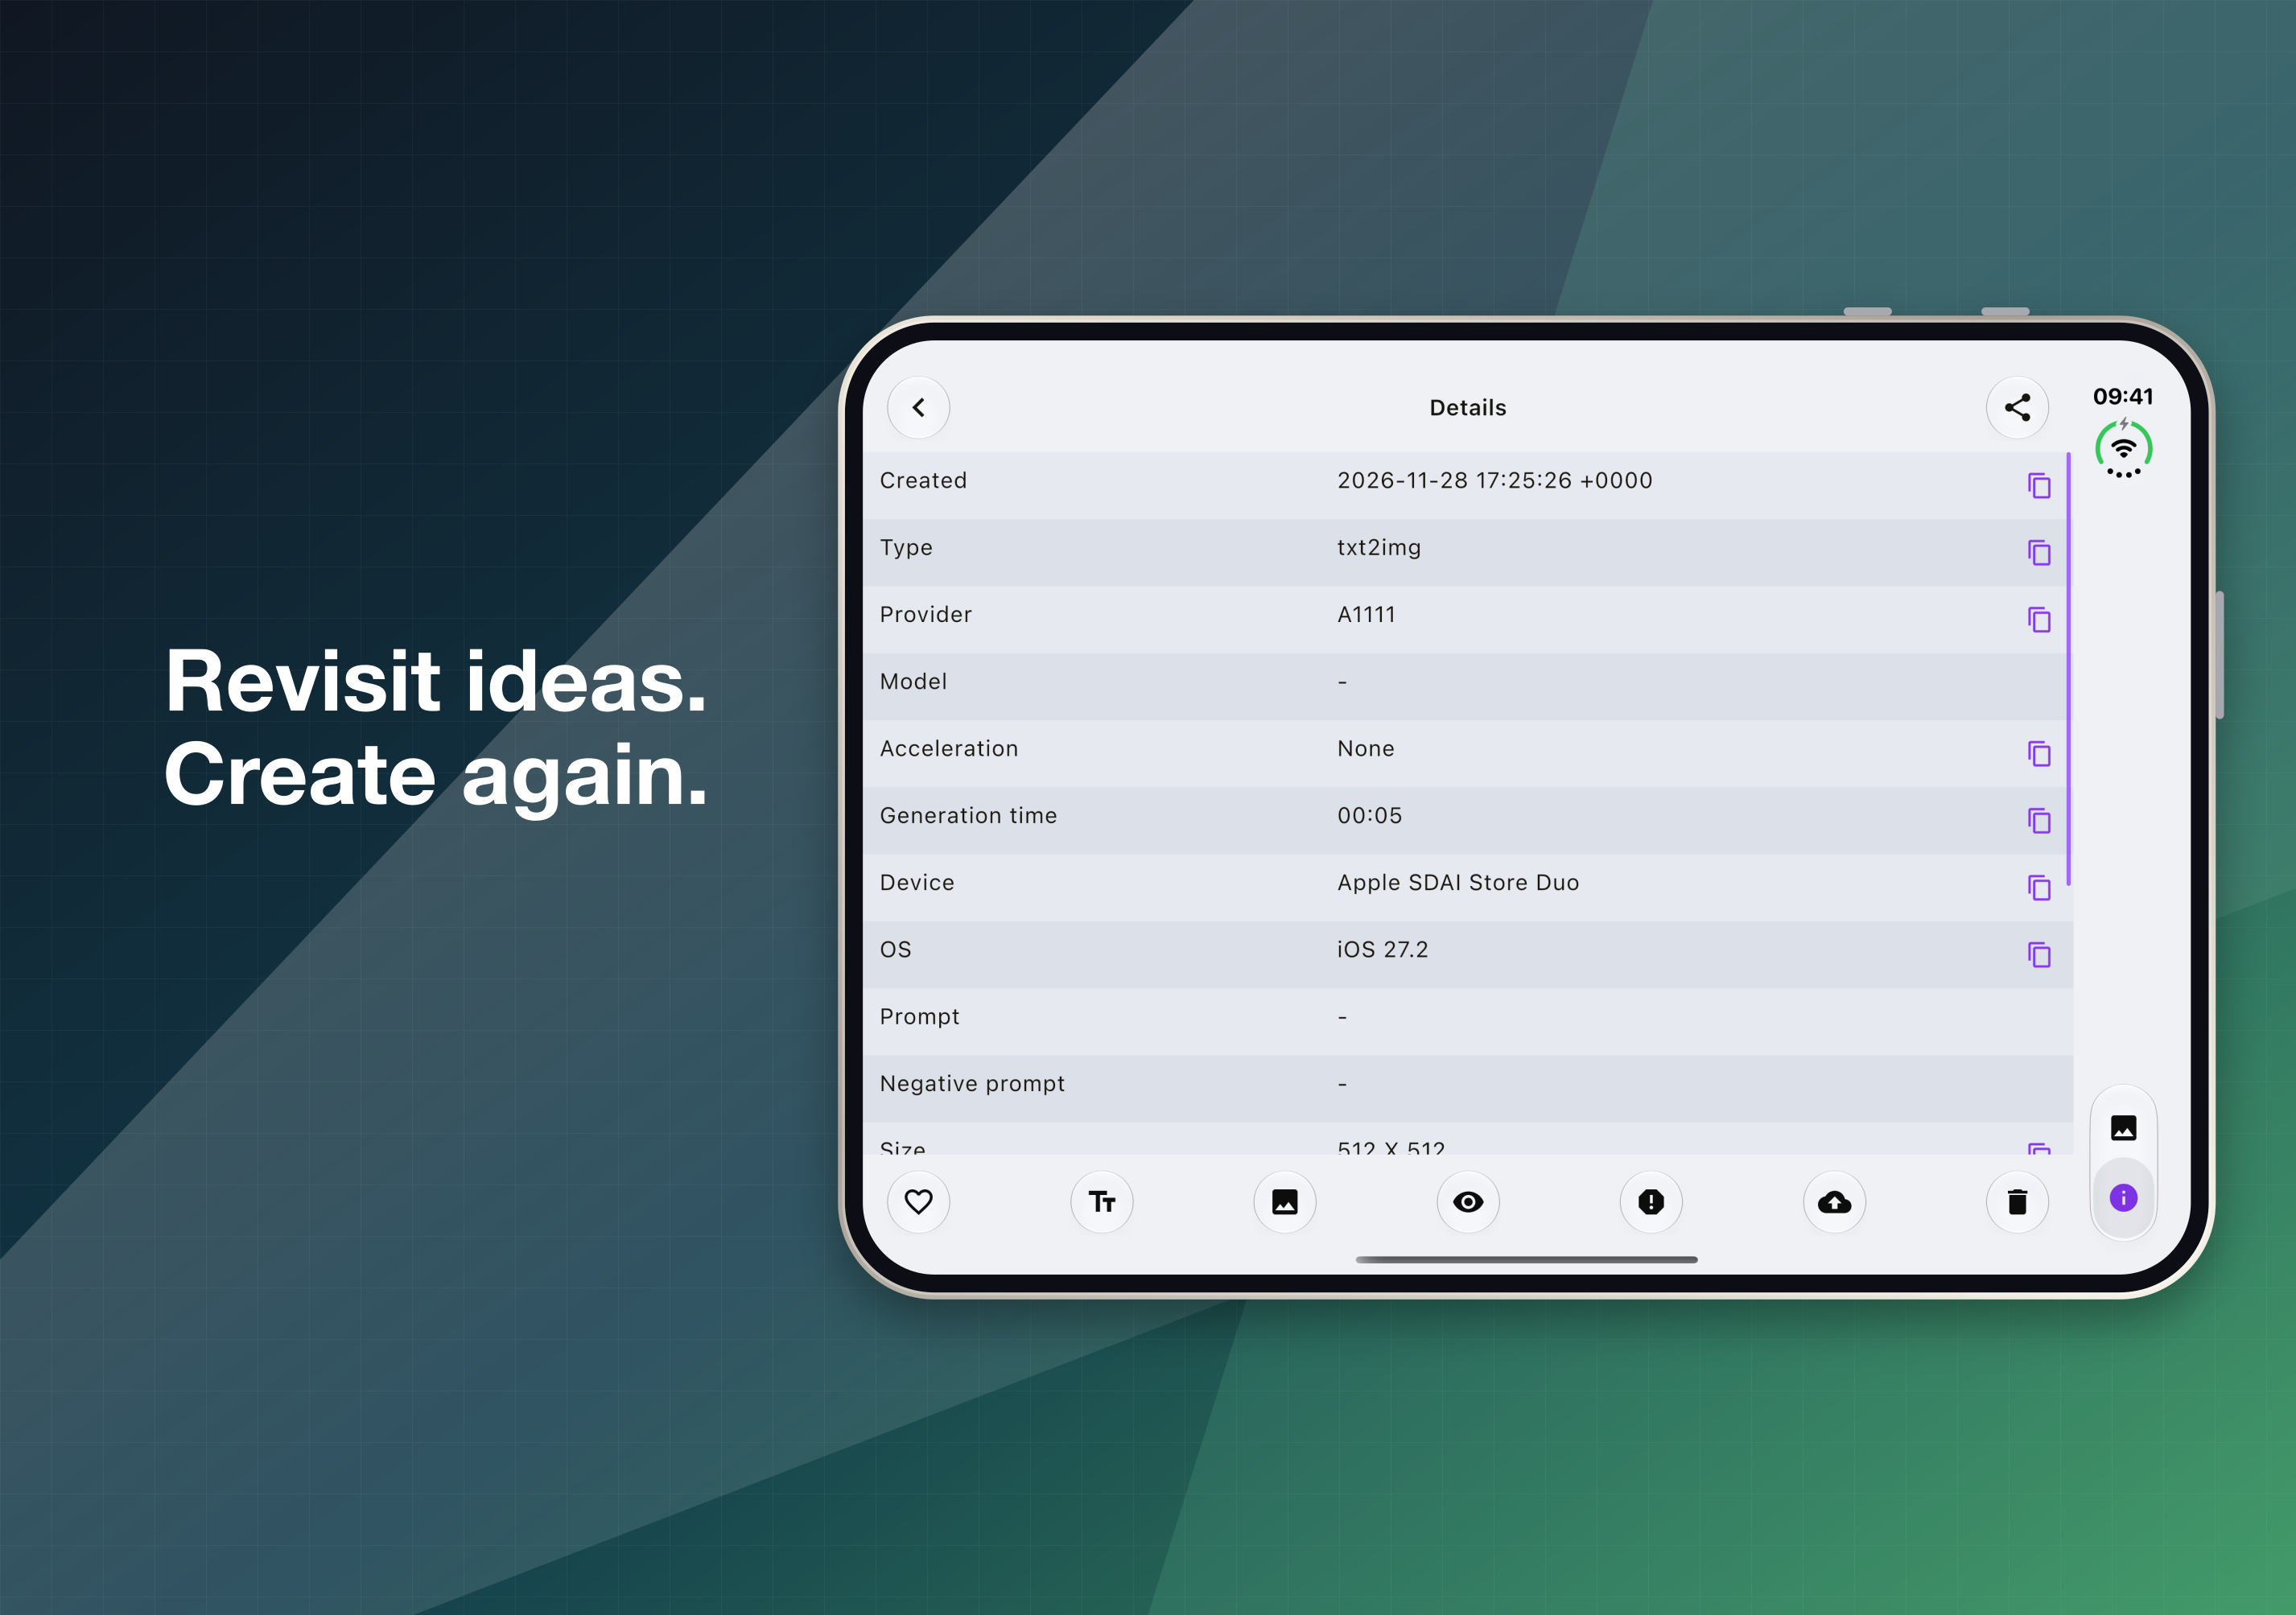 Revisit ideas.
Create again.
Details
09:41
Created 2026-11-28 17:25:26 +0000
Type txt2img
Provider A1111
Model -
Acceleration None
Generation time 00:05
Device Apple SDAI Store Duo
OS iOS 27.2
Prompt -
Negative prompt -
Size 512 X 512